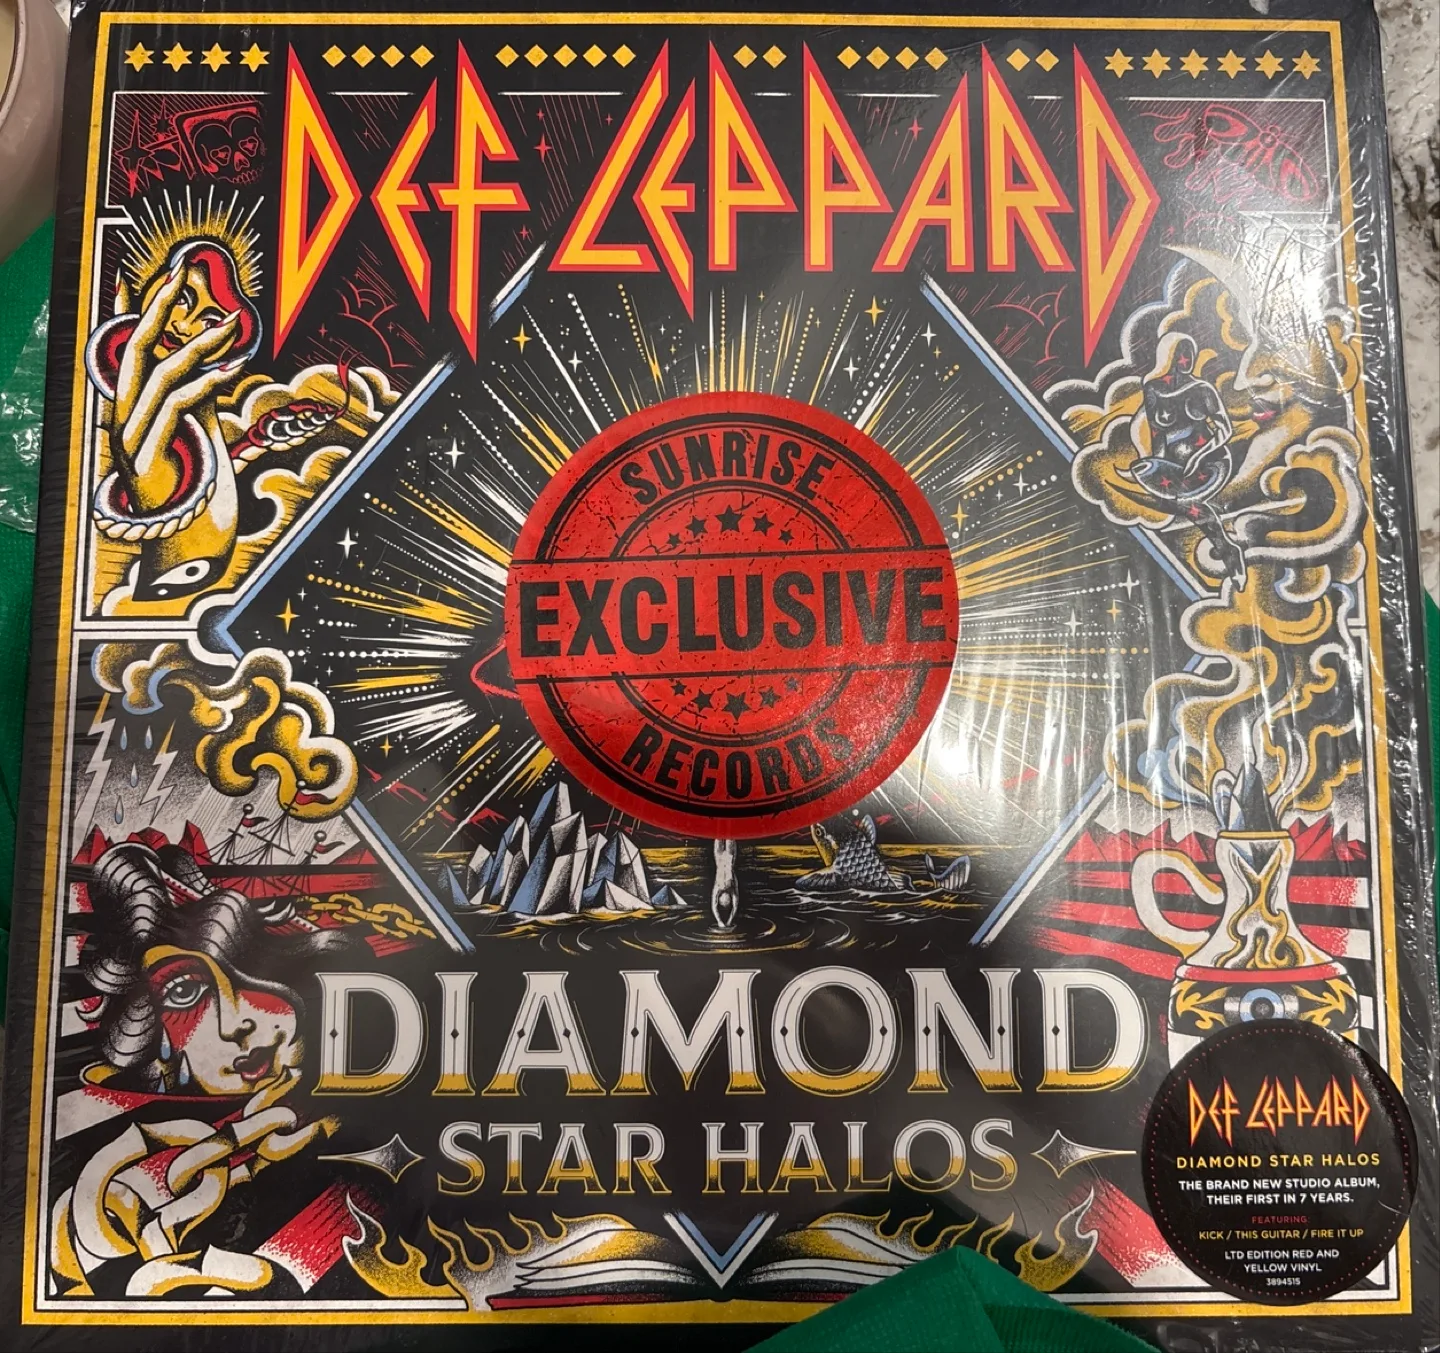 DEF LEPPARD
SUNRISE
EXCLUSIVE
RECORDS
DIAMOND
STAR HALOS
DEF LEPPARD
DIAMOND STAR HALOS
THE BRAND NEW STUDIO ALBUM,
THEIR FIRST IN 7 YEARS.
FEATURING:
KICK / THIS GUITAR / FIRE IT UP
LTD EDITION RED AND
YELLOW VINYL
3894515